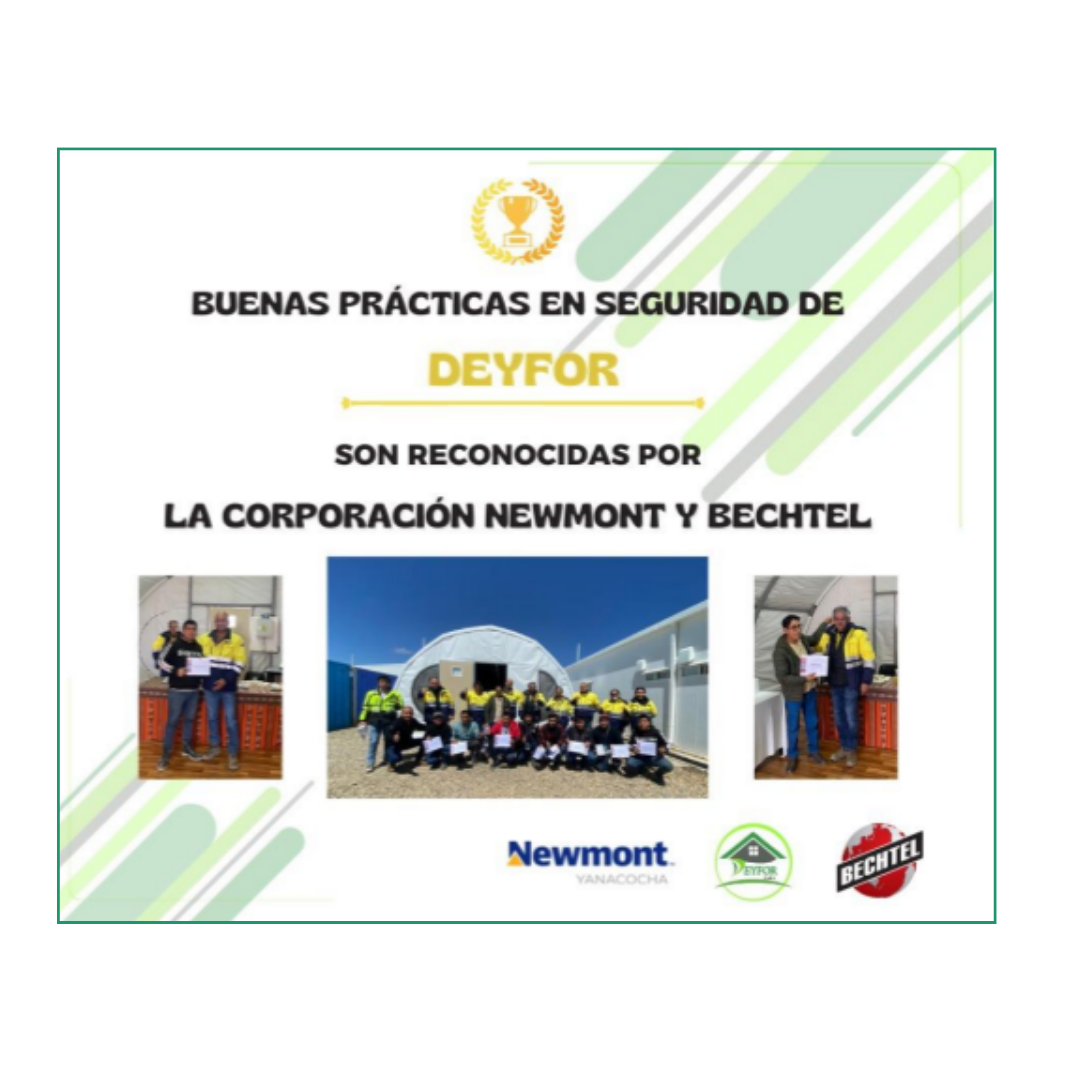 BUENAS PRÁCTICAS EN SEGURIDAD DE
DEYFOR
SON RECONOCIDAS POR
LA CORPORACIÓN NEWMONT Y BECHTEL
Newmont
YANACOCHA
DEYFOR
BECHTEL